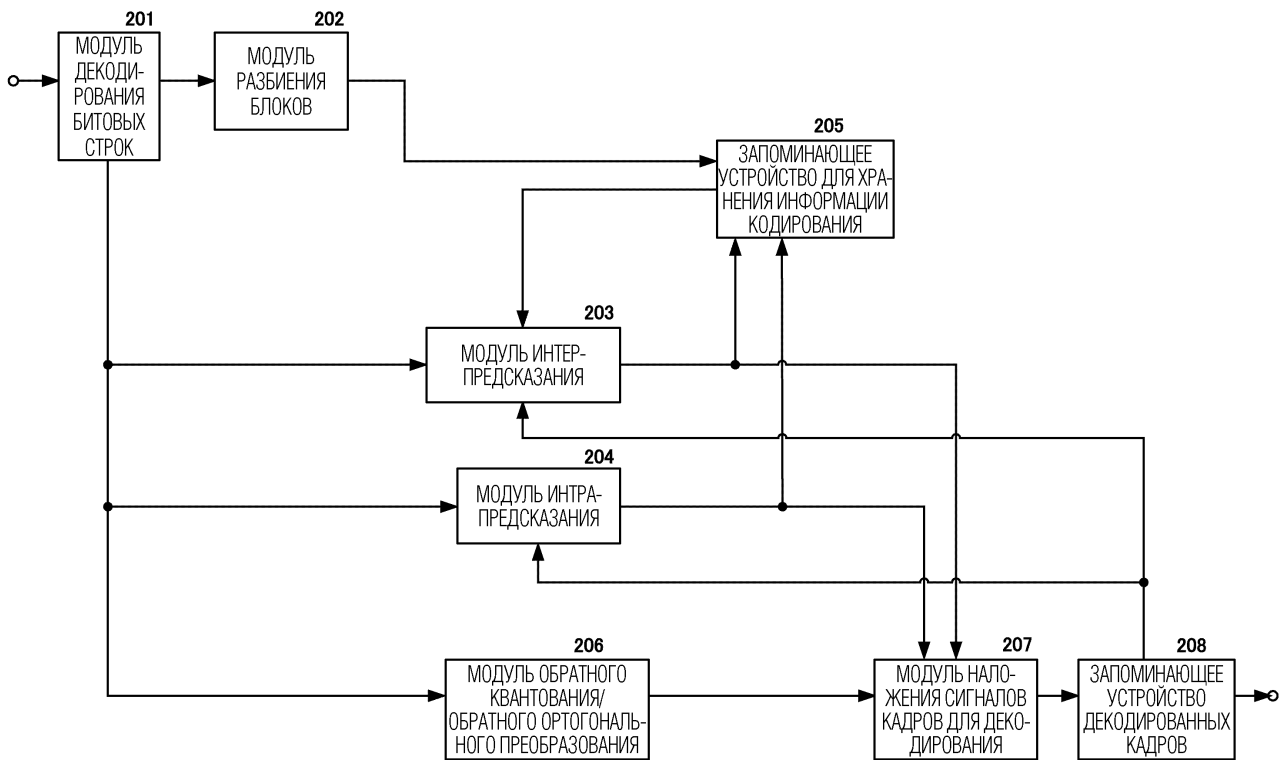 201
МОДУЛЬ
ДЕКОДИ-
РОВАНИЯ
БИТОВЫХ
СТРОК
202
МОДУЛЬ
РАЗБИЕНИЯ
БЛОКОВ
205
ЗАПОМИНАЮЩЕЕ
УСТРОЙСТВО ДЛЯ ХРА-
НЕНИЯ ИНФОРМАЦИИ
КОДИРОВАНИЯ
203
МОДУЛЬ ИНТЕР-
ПРЕДСКАЗАНИЯ
204
МОДУЛЬ ИНТРА-
ПРЕДСКАЗАНИЯ
206
МОДУЛЬ ОБРАТНОГО
КВАНТОВАНИЯ/
ОБРАТНОГО ОРТОГОНАЛЬ-
НОГО ПРЕОБРАЗОВАНИЯ
207
МОДУЛЬ НАЛО-
ЖЕНИЯ СИГНАЛОВ
КАДРОВ ДЛЯ ДЕКО-
ДИРОВАНИЯ
208
ЗАПОМИНАЮЩЕЕ
УСТРОЙСТВО
ДЕКОДИРОВАННЫХ
КАДРОВ